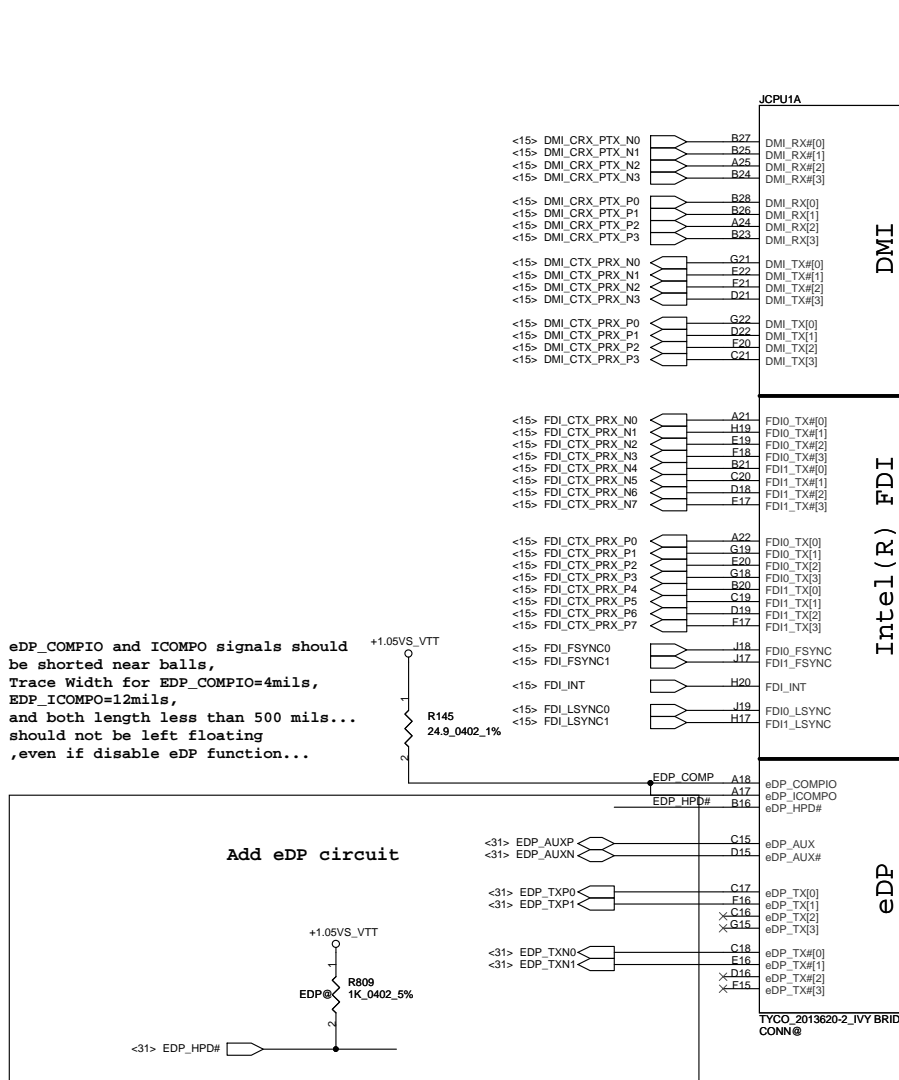 JCPU1A
<15> DMI_CRX_PTX_N0 B27 DMI_RX#[0]
<15> DMI_CRX_PTX_N1 B25 DMI_RX#[1]
<15> DMI_CRX_PTX_N2 A25 DMI_RX#[2]
<15> DMI_CRX_PTX_N3 B24 DMI_RX#[3]
<15> DMI_CRX_PTX_P0 B28 DMI_RX[0]
<15> DMI_CRX_PTX_P1 B26 DMI_RX[1]
<15> DMI_CRX_PTX_P2 A24 DMI_RX[2]
<15> DMI_CRX_PTX_P3 B23 DMI_RX[3]
DMI
<15> DMI_CTX_PRX_N0 G21 DMI_TX#[0]
<15> DMI_CTX_PRX_N1 E22 DMI_TX#[1]
<15> DMI_CTX_PRX_N2 F21 DMI_TX#[2]
<15> DMI_CTX_PRX_N3 D21 DMI_TX#[3]
<15> DMI_CTX_PRX_P0 G22 DMI_TX[0]
<15> DMI_CTX_PRX_P1 D22 DMI_TX[1]
<15> DMI_CTX_PRX_P2 F20 DMI_TX[2]
<15> DMI_CTX_PRX_P3 C21 DMI_TX[3]
<15> FDI_CTX_PRX_N0 A21 FDI0_TX#[0]
<15> FDI_CTX_PRX_N1 H19 FDI0_TX#[1]
<15> FDI_CTX_PRX_N2 E19 FDI0_TX#[2]
<15> FDI_CTX_PRX_N3 F18 FDI0_TX#[3]
<15> FDI_CTX_PRX_N4 B21 FDI1_TX#[0]
<15> FDI_CTX_PRX_N5 C20 FDI1_TX#[1]
<15> FDI_CTX_PRX_N6 D18 FDI1_TX#[2]
<15> FDI_CTX_PRX_N7 E17 FDI1_TX#[3]
Intel(R) FDI
<15> FDI_CTX_PRX_P0 A22 FDI0_TX[0]
<15> FDI_CTX_PRX_P1 G19 FDI0_TX[1]
<15> FDI_CTX_PRX_P2 E20 FDI0_TX[2]
<15> FDI_CTX_PRX_P3 G18 FDI0_TX[3]
<15> FDI_CTX_PRX_P4 B20 FDI1_TX[0]
<15> FDI_CTX_PRX_P5 C19 FDI1_TX[1]
<15> FDI_CTX_PRX_P6 D19 FDI1_TX[2]
<15> FDI_CTX_PRX_P7 F17 FDI1_TX[3]
<15> FDI_FSYNC0 J18 FDI0_FSYNC
<15> FDI_FSYNC1 J17 FDI1_FSYNC
<15> FDI_INT H20 FDI_INT
<15> FDI_LSYNC0 J19 FDI0_LSYNC
<15> FDI_LSYNC1 H17 FDI1_LSYNC
eDP_COMPIO and ICOMPO signals should
be shorted near balls,
Trace Width for EDP_COMPIO=4mils,
EDP_ICOMPO=12mils,
and both length less than 500 mils...
should not be left floating
,even if disable eDP function...
+1.05VS_VTT
1
R145
24.9_0402_1%
2
EDP_COMP A18 eDP_COMPIO
A17 eDP_ICOMPO
EDP_HPD# B16 eDP_HPD#
<31> EDP_AUXP C15 eDP_AUX
<31> EDP_AUXN D15 eDP_AUX#
eDP
<31> EDP_TXP0 C17 eDP_TX[0]
<31> EDP_TXP1 F16 eDP_TX[1]
C16 eDP_TX[2]
G15 eDP_TX[3]
<31> EDP_TXN0 C18 eDP_TX#[0]
<31> EDP_TXN1 E16 eDP_TX#[1]
D16 eDP_TX#[2]
F15 eDP_TX#[3]
TYCO_2013620-2_IVY BRID
CONN@
Add eDP circuit
+1.05VS_VTT
1
R809
EDP@ 1K_0402_5%
2
<31> EDP_HPD#